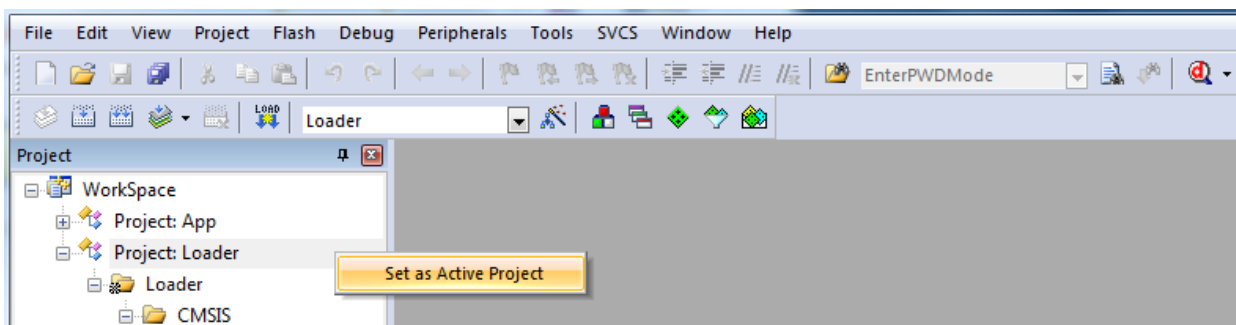 File Edit View Project Flash Debug Peripherals Tools SVCS Window Help
EnterPWDMode
LOAD
Loader
Project
WorkSpace
Project: App
Project: Loader
Set as Active Project
Loader
CMSIS